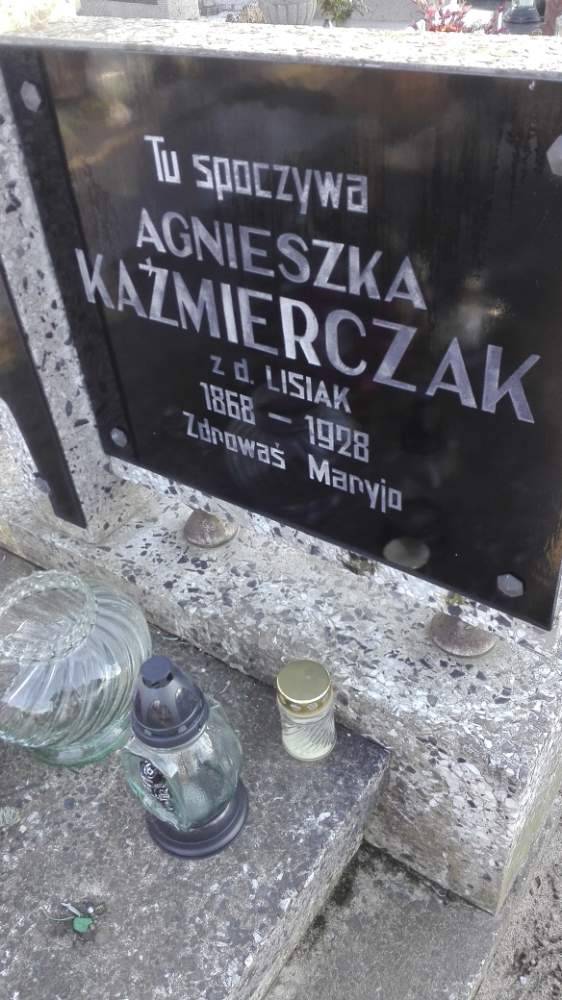 Tu spoczywa
AGNIESZKA
KAŹMIERCZAK
z d. LISIAK
1868 – 1928
Zdrowaś Maryjo